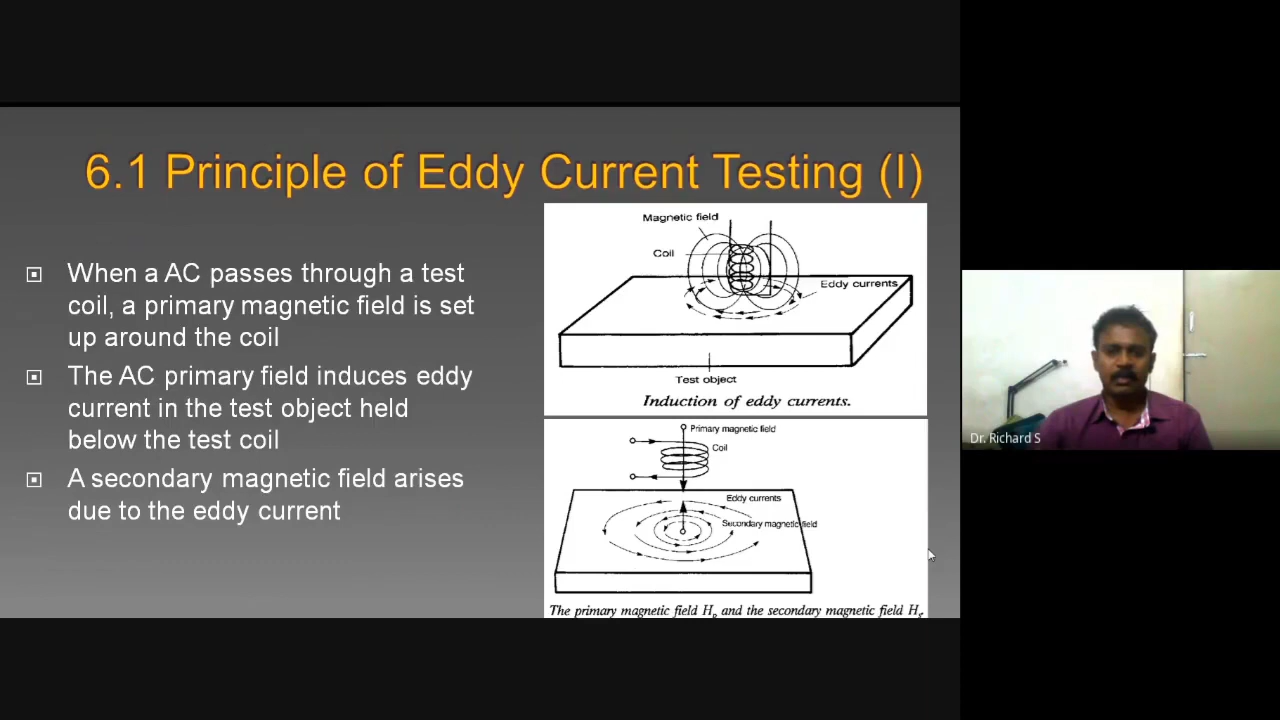 6.1 Principle of Eddy Current Testing (I)
When a AC passes through a test
coil, a primary magnetic field is set
up around the coil
The AC primary field induces eddy
current in the test object held
below the test coil
A secondary magnetic field arises
due to the eddy current
Magnetic field
Coil
Eddy currents
Test object
Induction of eddy currents.
Primary magnetic field
Coil
Eddy currents
Secondary magnetic field
The primary magnetic field Ho and the secondary magnetic field Hs.
Dr. Richard S